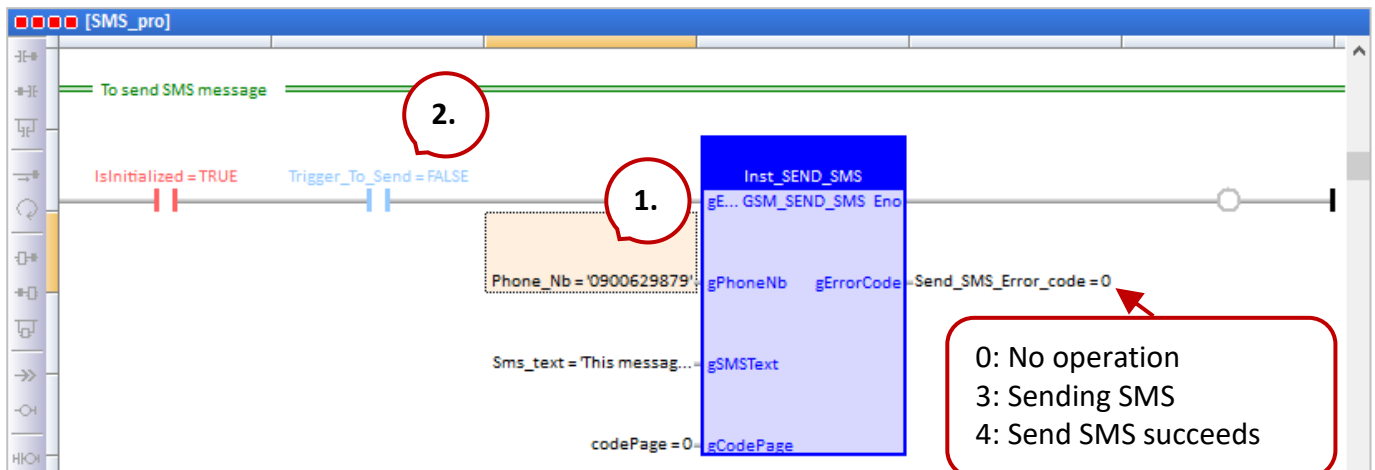 [SMS_pro]
To send SMS message
2.
IsInitialized = TRUE
Trigger_To_Send = FALSE
Inst_SEND_SMS
1.
gE... GSM_SEND_SMS Eno
Phone_Nb = '0900629879'
gPhoneNb
gErrorCode
Send_SMS_Error_code = 0
Sms_text = 'This messag...
gSMSText
codePage = 0
gCodePage
0: No operation
3: Sending SMS
4: Send SMS succeeds